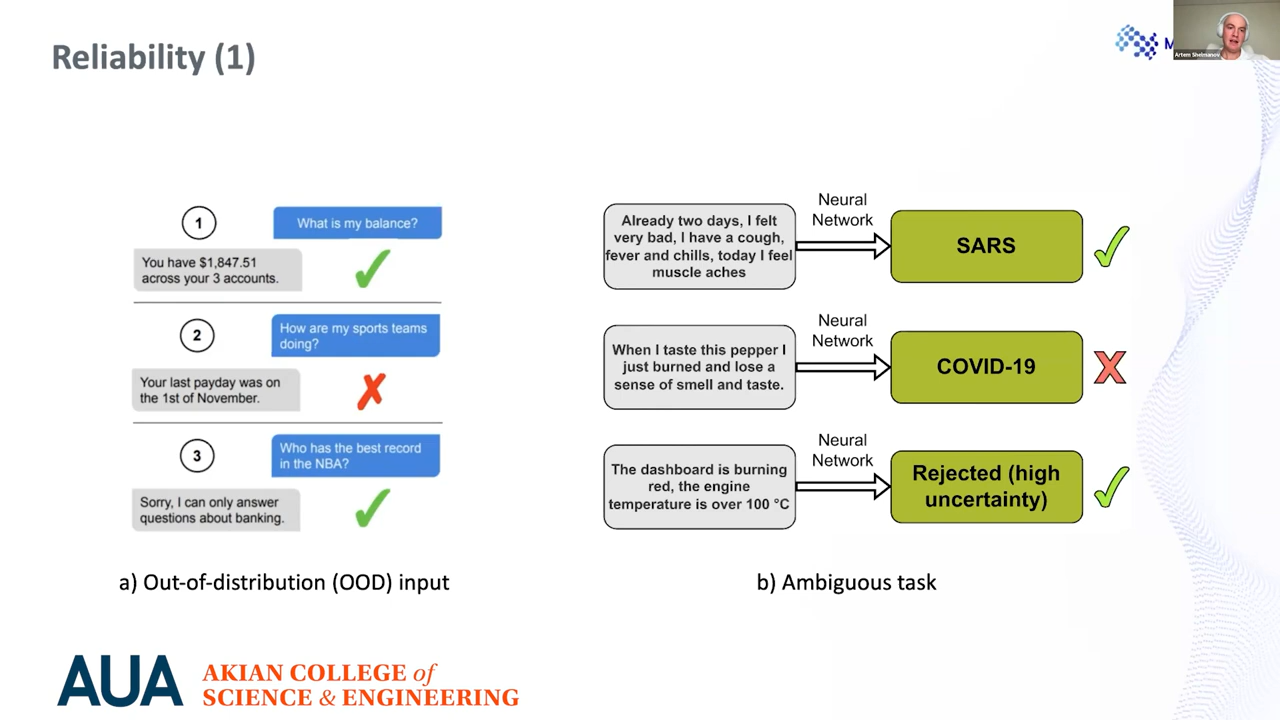 Reliability (1)
M
Artem Shelmanov
1
What is my balance?
You have $1,847.51
across your 3 accounts.
2
How are my sports teams
doing?
Your last payday was on
the 1st of November.
3
Who has the best record
in the NBA?
Sorry, I can only answer
questions about banking.
a) Out-of-distribution (OOD) input
Already two days, I felt
very bad, I have a cough,
fever and chills, today I feel
muscle aches
Neural
Network
SARS
When I taste this pepper I
just burned and lose a
sense of smell and taste.
Neural
Network
COVID-19
The dashboard is burning
red, the engine
temperature is over 100 °C
Neural
Network
Rejected (high
uncertainty)
b) Ambiguous task
AUA
AKIAN COLLEGE of
SCIENCE & ENGINEERING